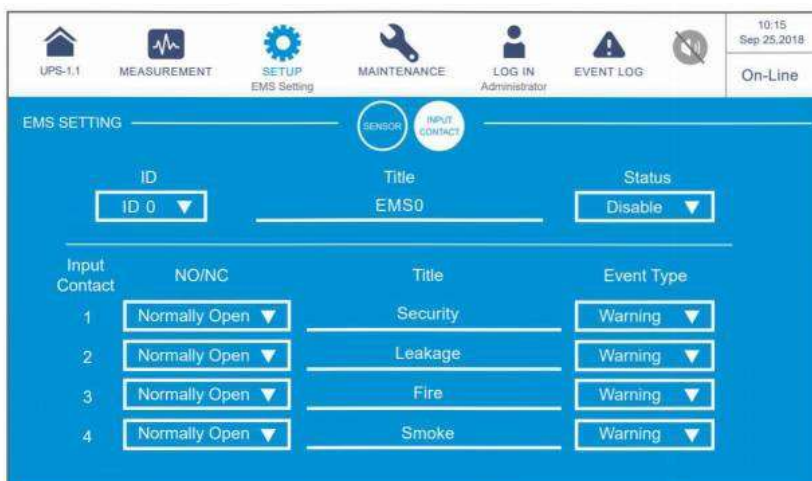 10:15
Sep 25,2018
UPS-1.1 MEASUREMENT SETUP MAINTENANCE LOG IN EVENT LOG
EMS Setting Administrator
On-Line
EMS SETTING SENSOR INPUT CONTACT
ID Title Status
ID 0 EMS0 Disable
Input Contact NO/NC Title Event Type
1 Normally Open Security Warning
2 Normally Open Leakage Warning
3 Normally Open Fire Warning
4 Normally Open Smoke Warning